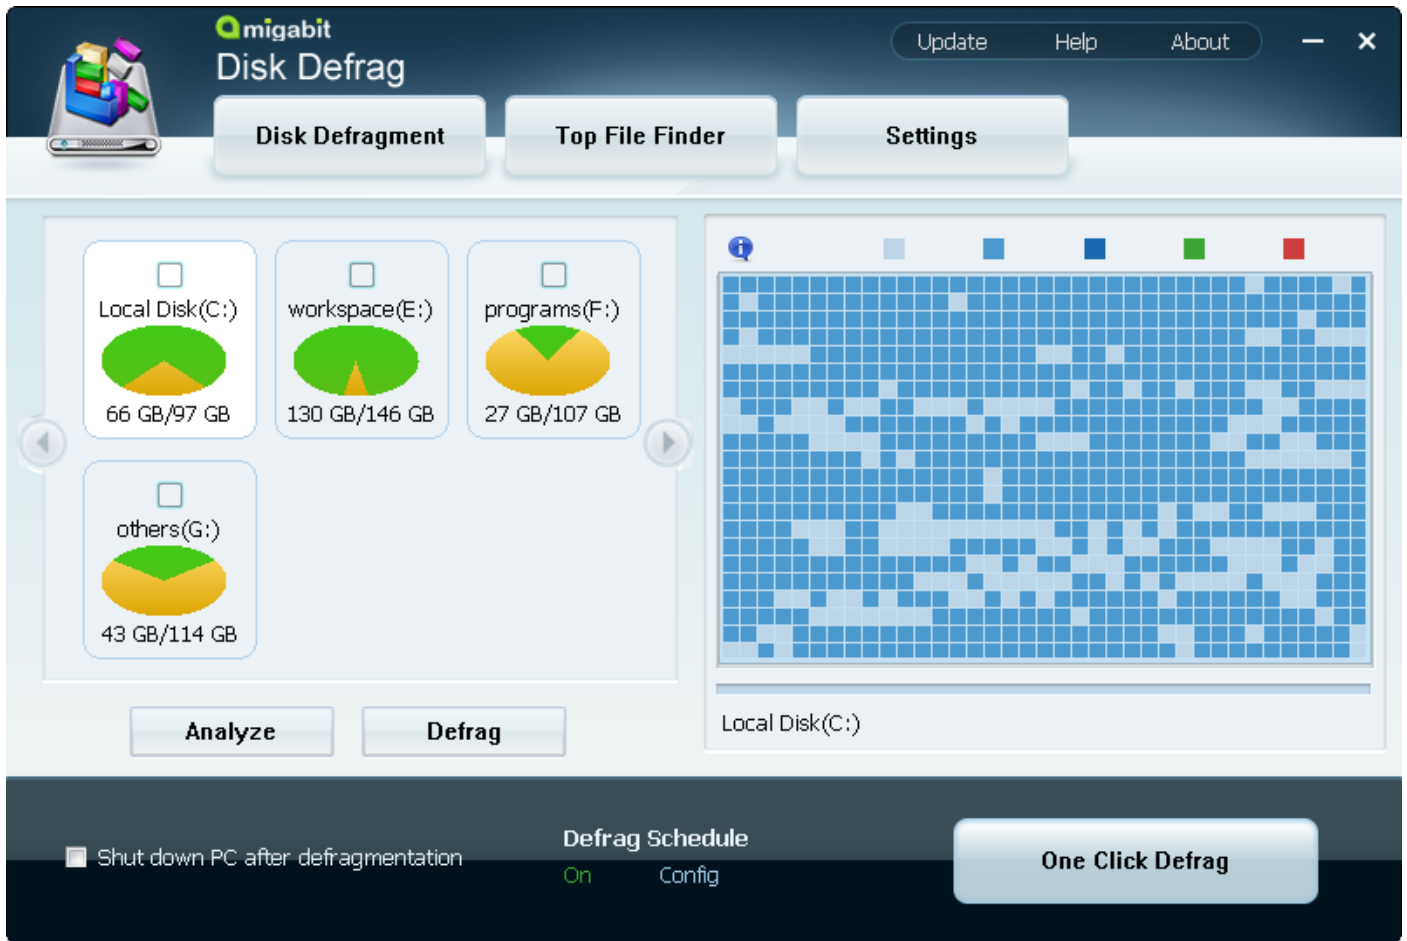 amigabit
Disk Defrag
Update Help About
Disk Defragment Top File Finder Settings
Local Disk(C:) workspace(E:) programs(F:)
66 GB/97 GB 130 GB/146 GB 27 GB/107 GB
others(G:)
43 GB/114 GB
Analyze Defrag
Local Disk(C:)
Shut down PC after defragmentation
Defrag Schedule
On Config
One Click Defrag